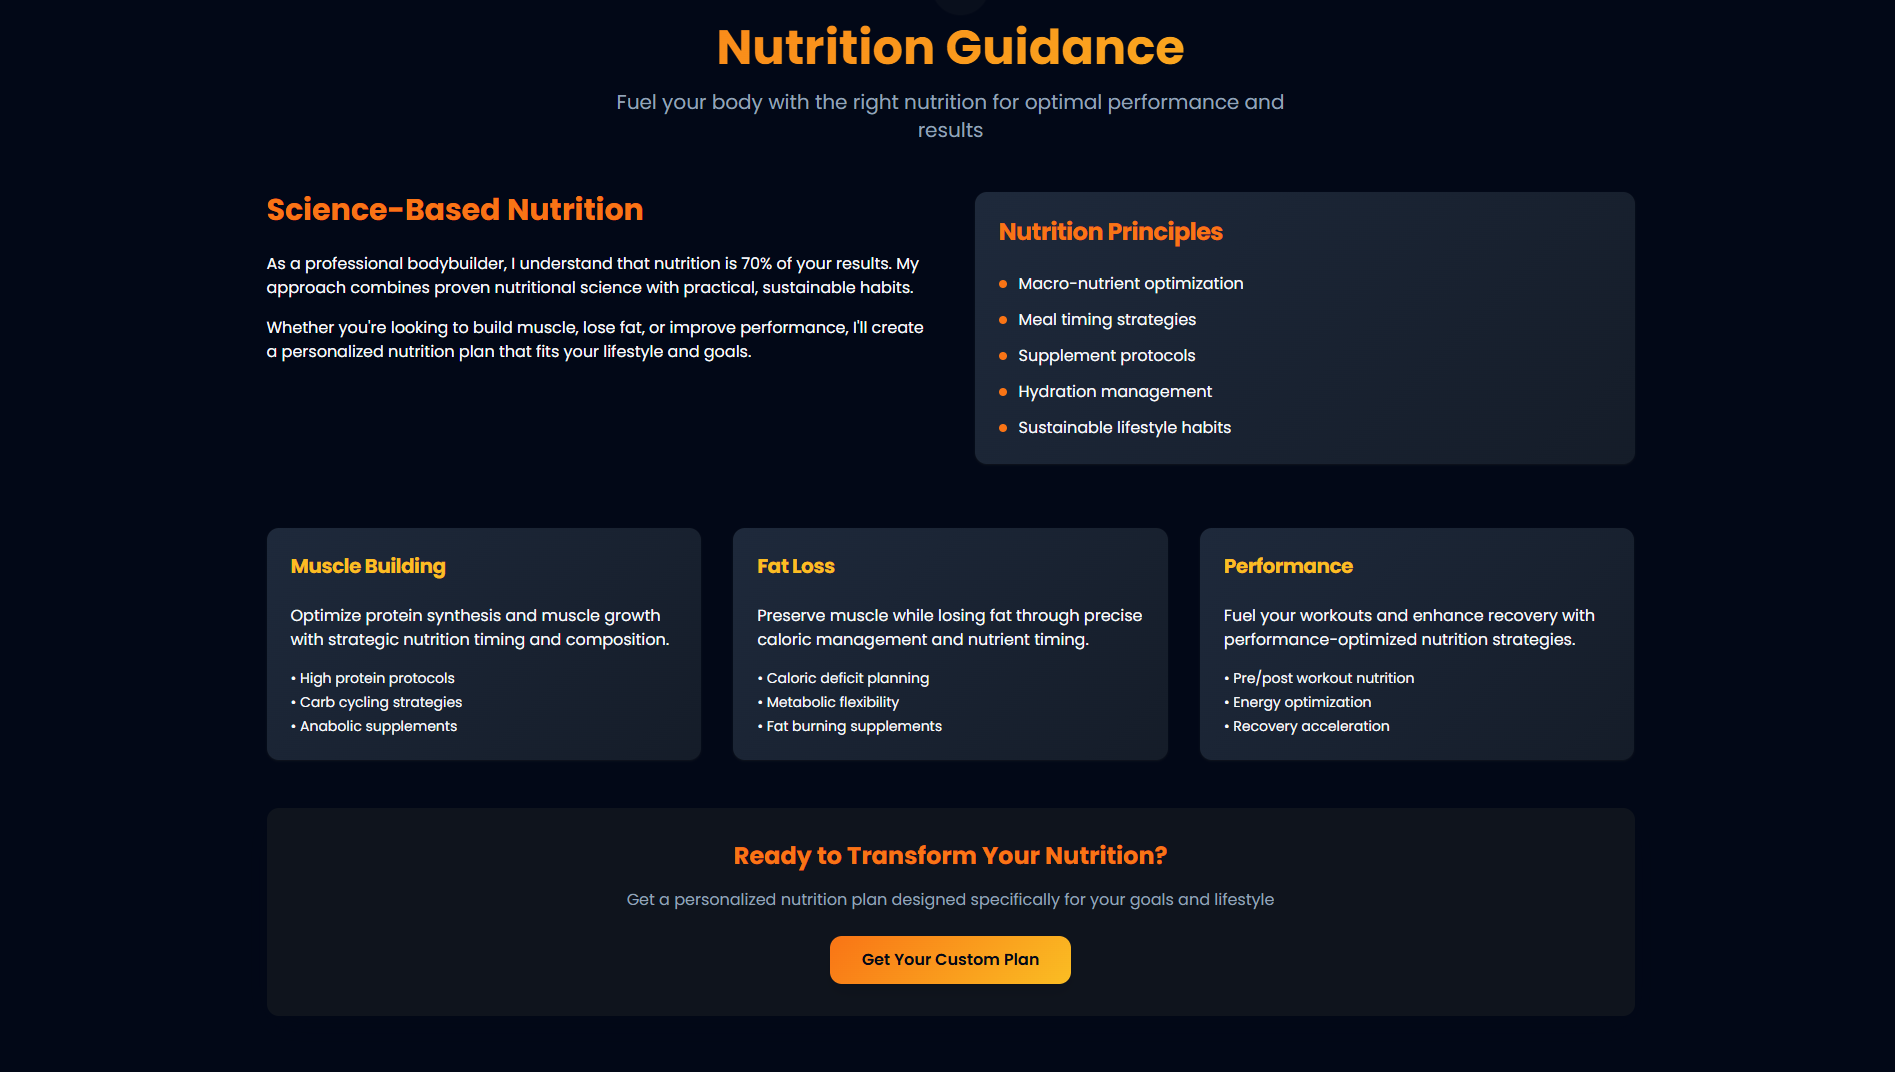 Nutrition Guidance
Fuel your body with the right nutrition for optimal performance and
results
Science-Based Nutrition
As a professional bodybuilder, I understand that nutrition is 70% of your results. My
approach combines proven nutritional science with practical, sustainable habits.
Whether you're looking to build muscle, lose fat, or improve performance, I'll create
a personalized nutrition plan that fits your lifestyle and goals.
Nutrition Principles
Macro-nutrient optimization
Meal timing strategies
Supplement protocols
Hydration management
Sustainable lifestyle habits
Muscle Building
Optimize protein synthesis and muscle growth
with strategic nutrition timing and composition.
• High protein protocols
• Carb cycling strategies
• Anabolic supplements
Fat Loss
Preserve muscle while losing fat through precise
caloric management and nutrient timing.
• Caloric deficit planning
• Metabolic flexibility
• Fat burning supplements
Performance
Fuel your workouts and enhance recovery with
performance-optimized nutrition strategies.
• Pre/post workout nutrition
• Energy optimization
• Recovery acceleration
Ready to Transform Your Nutrition?
Get a personalized nutrition plan designed specifically for your goals and lifestyle
Get Your Custom Plan